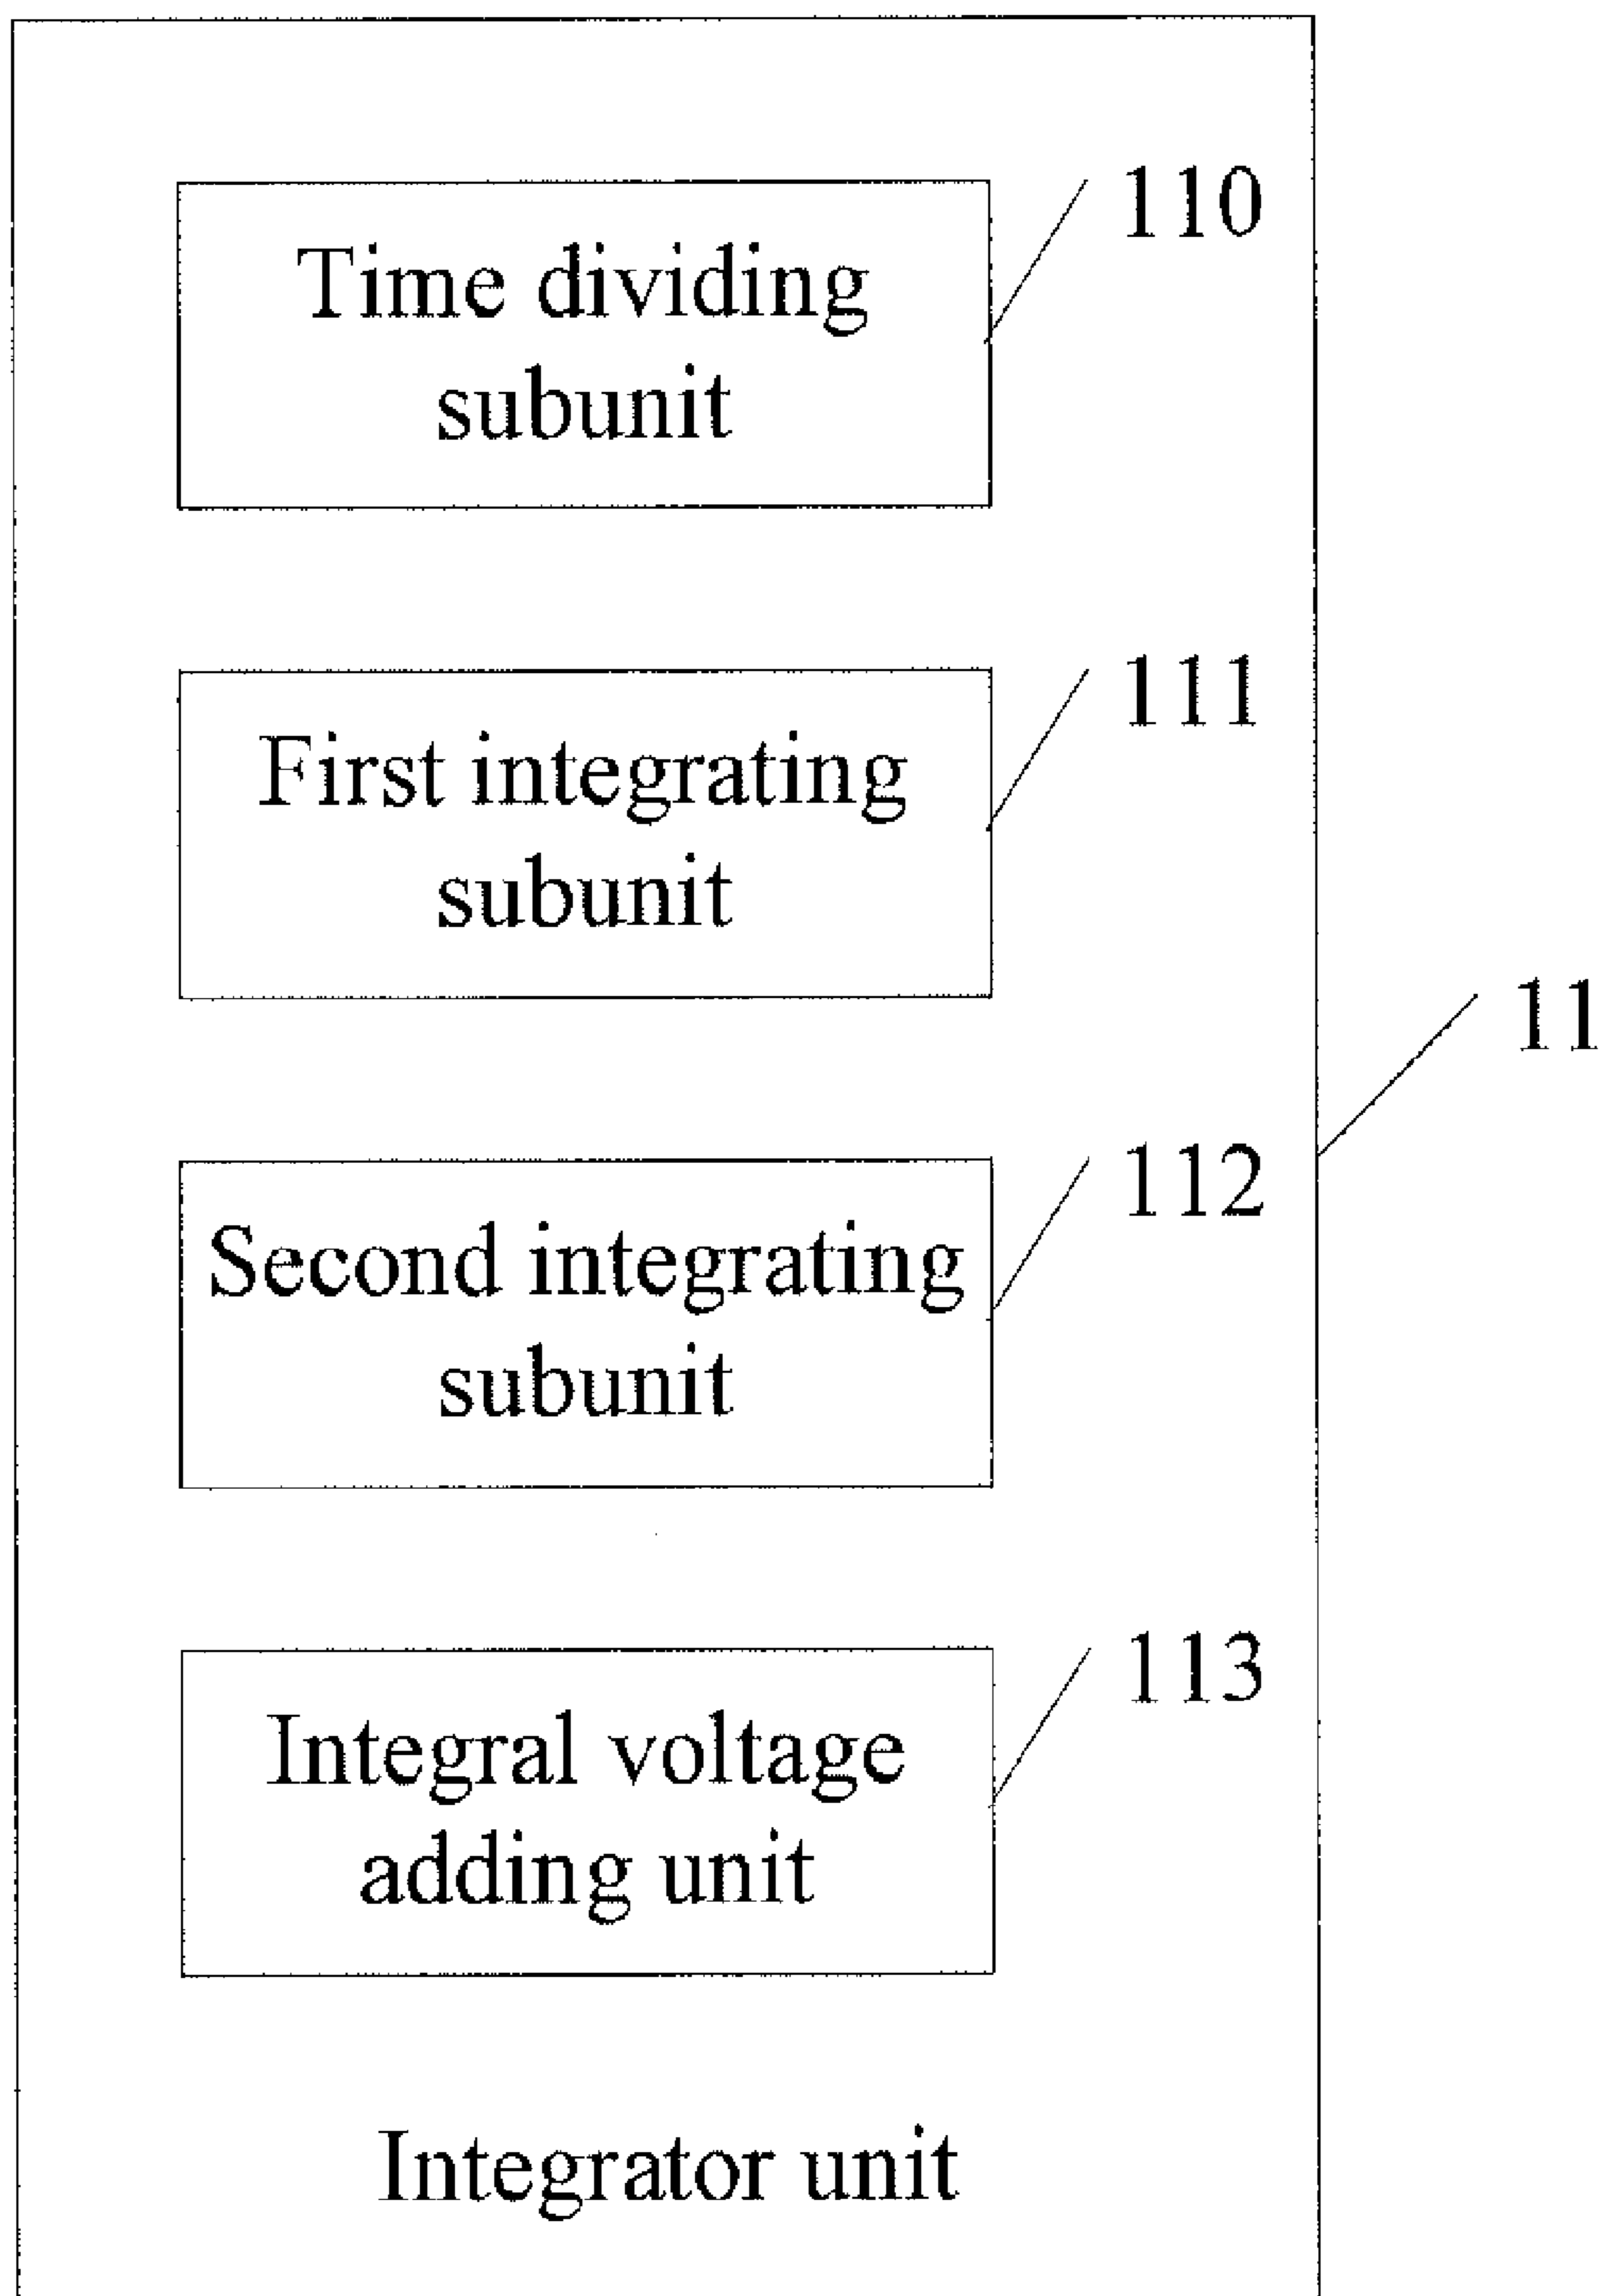 110
Time dividing
subunit
111
First integrating
subunit
11
112
Second integrating
subunit
113
Integral voltage
adding unit
Integrator unit